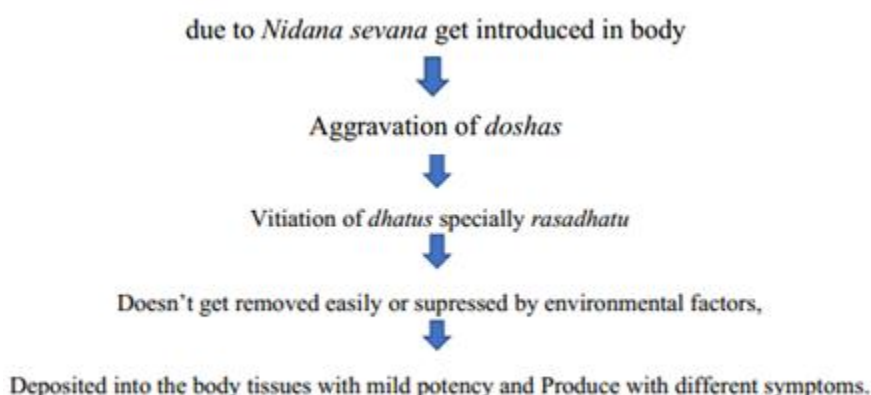 due to Nidana sevana get introduced in body
Aggravation of doshas
Vitiation of dhatus specially rasadhatu
Doesn’t get removed easily or supressed by environmental factors,
Deposited into the body tissues with mild potency and Produce with different symptoms.